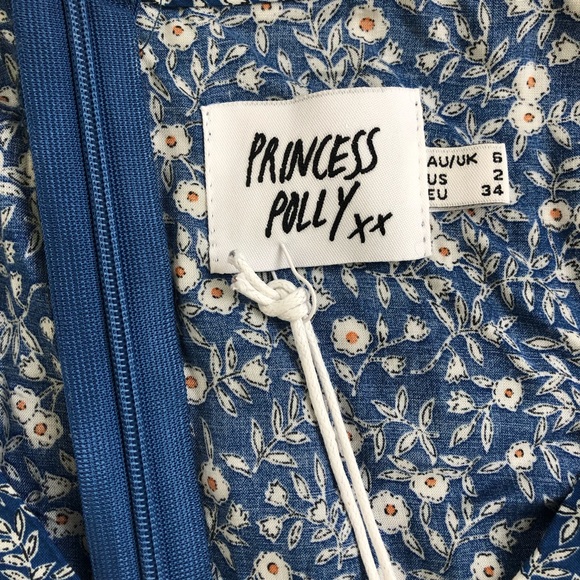 PRINCESS
POLLY xx
AU/UK 6
US 2
EU 34